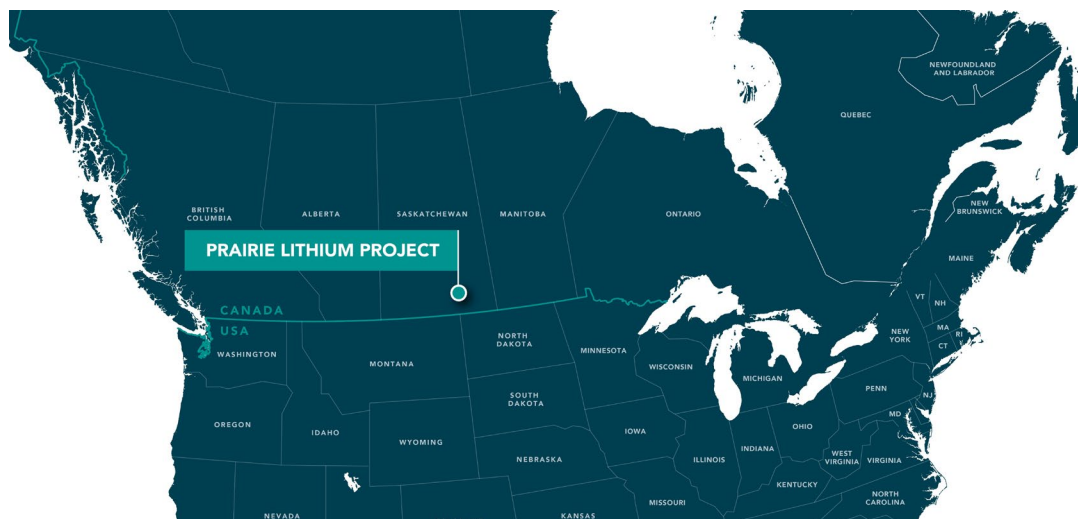 NEWFOUNDLAND
AND LABRADOR
QUEBEC
BRITISH
COLUMBIA
ALBERTA
SASKATCHEWAN
MANITOBA
ONTARIO
NEW
BRUNSWICK
PRAIRIE LITHIUM PROJECT
MAINE
CANADA
USA
VT
NH
WASHINGTON
MONTANA
NORTH
DAKOTA
MINNESOTA
WISCONSIN
MICHIGAN
NEW
YORK
MA
RI
CT
OREGON
IDAHO
WYOMING
SOUTH
DAKOTA
IOWA
PENN
NJ
MD
NEBRASKA
ILLINOIS
INDIANA
OHIO
WEST
VIRGINIA
VIRGINIA
KENTUCKY
NEVADA
KANSAS
MISSOURI
NORTH
CAROLINA